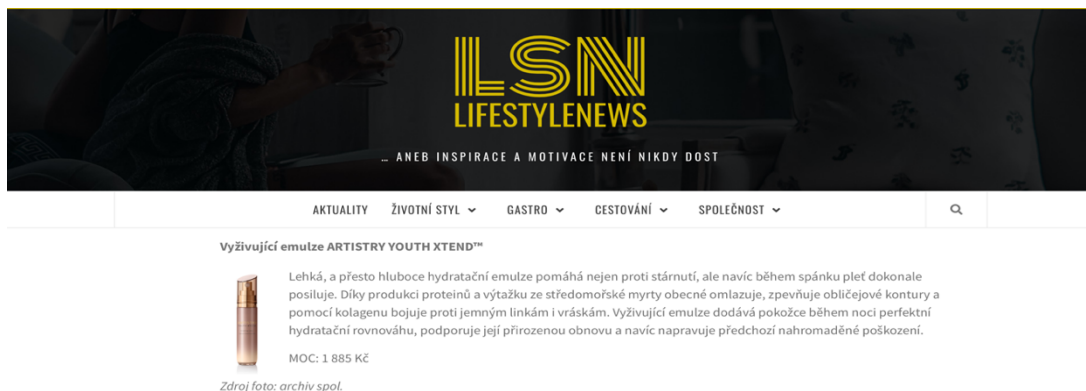 LSN
LIFESTYLENEWS
… ANEB INSPIRACE A MOTIVACE NENÍ NIKDY DOST
AKTUALITY ŽIVOTNÍ STYL GASTRO CESTOVÁNÍ SPOLEČNOST
Vyživující emulze ARTISTRY YOUTH XTEND™
Lehká, a přesto hluboce hydratační emulze pomáhá nejen proti stárnutí, ale navíc během spánku pleť dokonale
posiluje. Díky produkci proteinů a výtažku ze středomořské myrty obecné omlazuje, zpevňuje obličejové kontury a
pomocí kolagenu bojuje proti jemným linkám i vráskám. Vyživující emulze dodává pokožce během noci perfektní
hydratační rovnováhu, podporuje její přirozenou obnovu a navíc napravuje předchozí nahromaděné poškození.
MOC: 1 885 Kč
Zdroj foto: archiv spol.